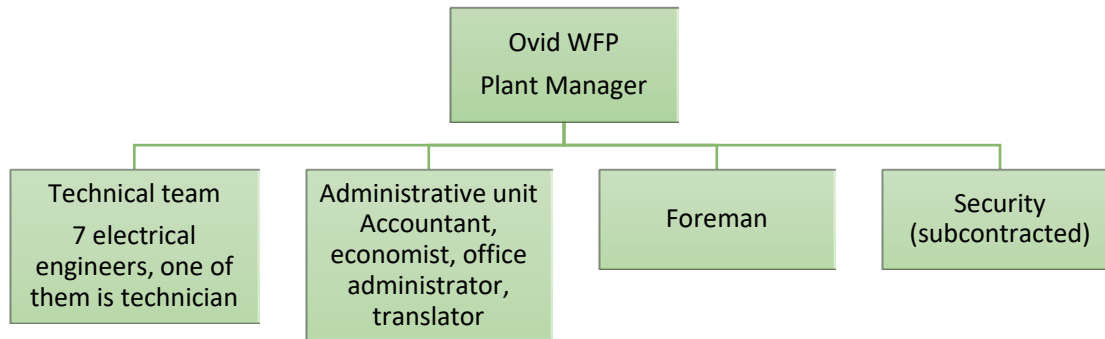 Ovid WFP
Plant Manager
Technical team
7 electrical
engineers, one of
them is technician
Administrative unit
Accountant,
economist, office
administrator,
translator
Foreman
Security
(subcontracted)